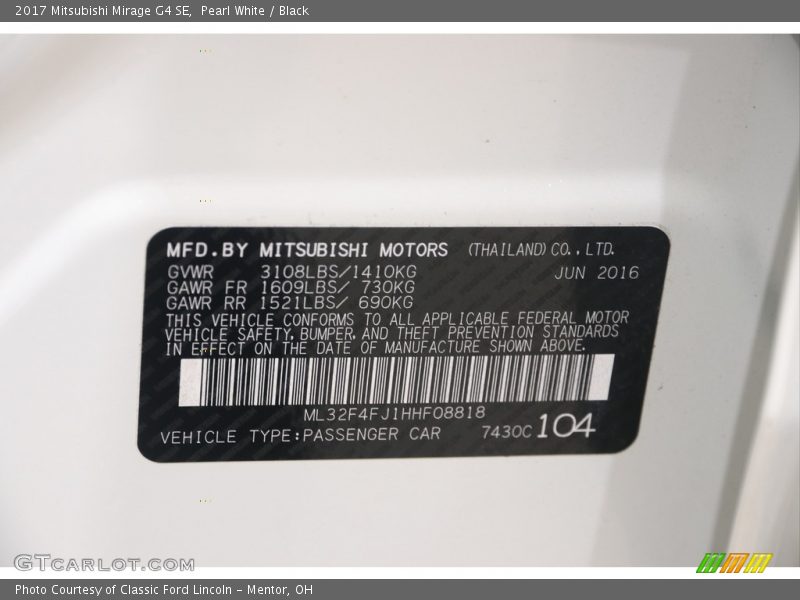 2017 Mitsubishi Mirage G4 SE, Pearl White / Black
MFD.BY MITSUBISHI MOTORS (THAILAND)CO.,LTD.
GVWR 3108LBS/1410KG JUN 2016
GAWR FR 1609LBS/ 730KG
GAWR RR 1521LBS/ 690KG
THIS VEHICLE CONFORMS TO ALL APPLICABLE FEDERAL MOTOR
VEHICLE SAFETY, BUMPER, AND THEFT PREVENTION STANDARDS
IN EFFECT ON THE DATE OF MANUFACTURE SHOWN ABOVE.
ML32F4FJ1HHF08818
VEHICLE TYPE:PASSENGER CAR 7430C 104
GTCARLOT.COM
Photo Courtesy of Classic Ford Lincoln - Mentor, OH